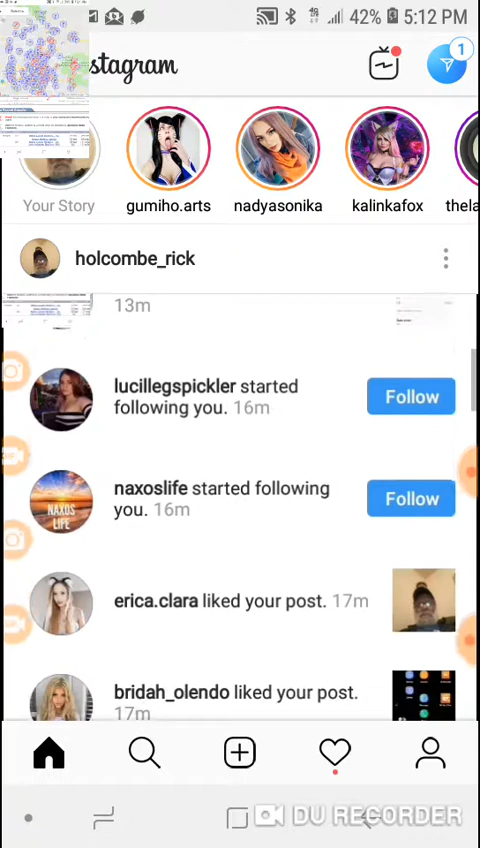 42% 5:12 PM
stagram
1
Your Story
gumiho.arts
nadyasonika
kalinkafox
thela
holcombe_rick
13m
lucillegspickler started
following you. 16m
Follow
naxoslife started following
you. 16m
Follow
NAXOS
LIFE
erica.clara liked your post. 17m
bridah_olendo liked your post.
17m
DU RECORDER